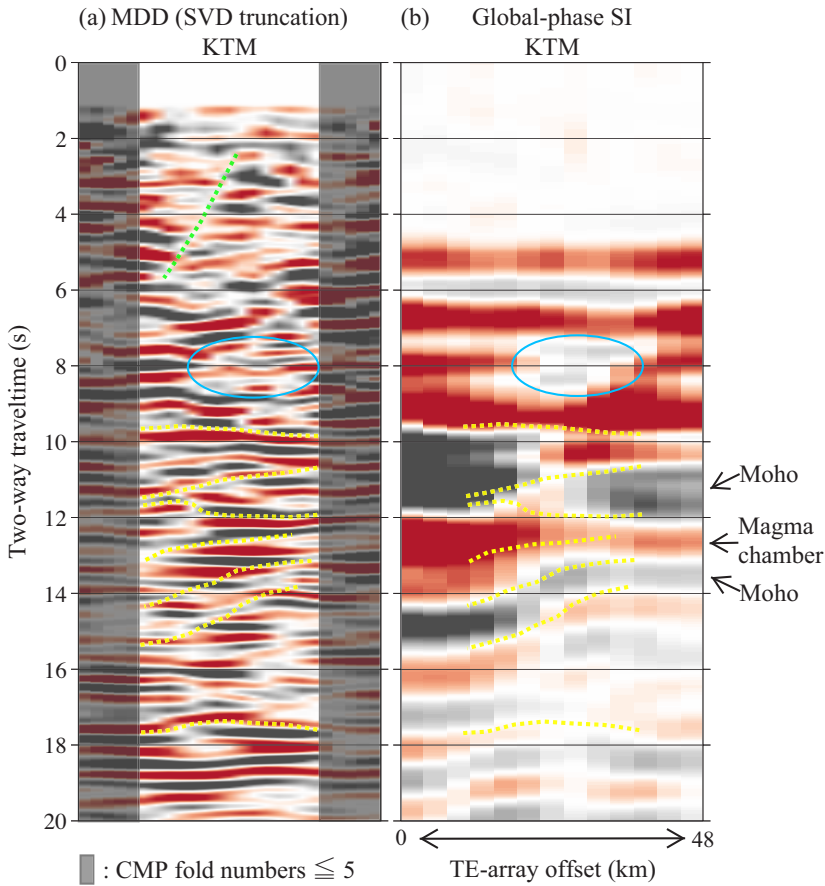 (a) MDD (SVD truncation)
KTM
(b) Global-phase SI
KTM
Two-way traveltime (s)
0
2
4
6
8
10
12
14
16
18
20
Moho
Magma
chamber
Moho
0 48
TE-array offset (km)
: CMP fold numbers ≦ 5